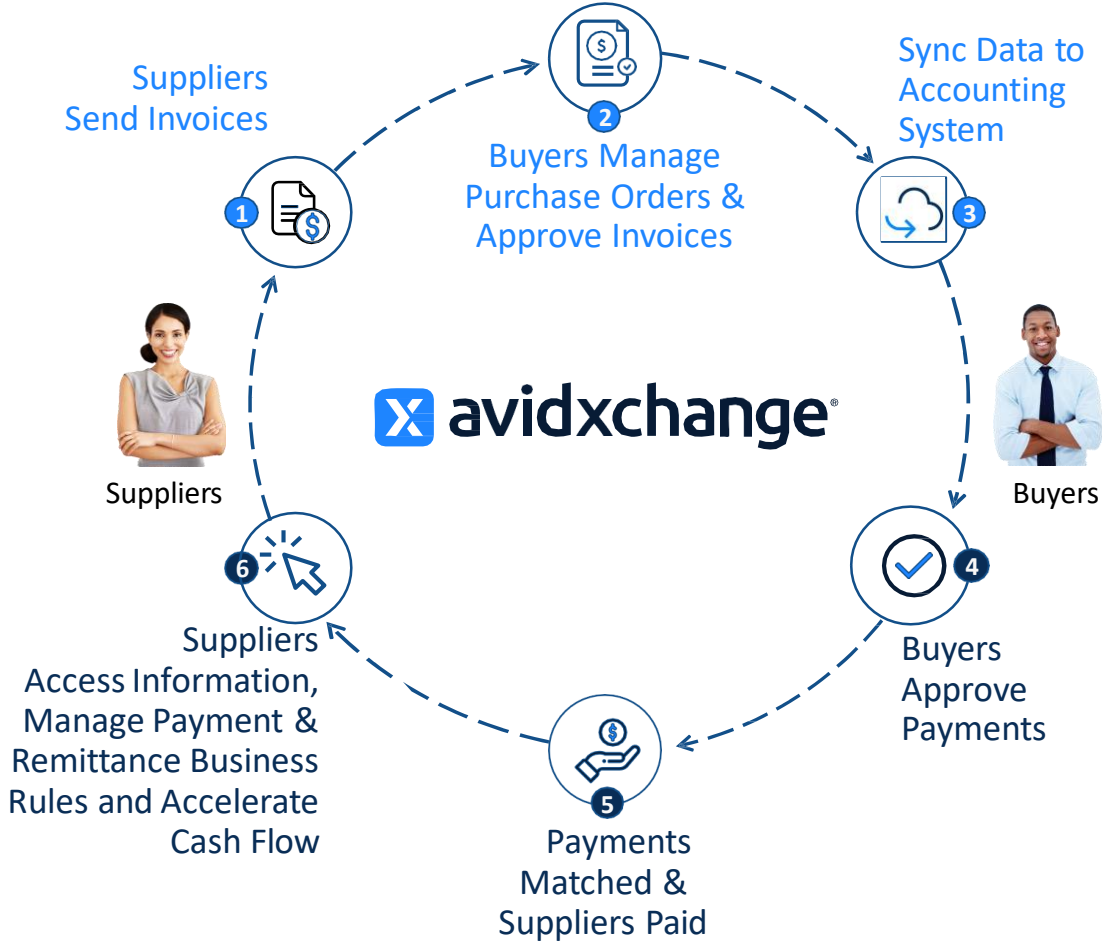 Suppliers
Send Invoices
1
2
Buyers Manage
Purchase Orders &
Approve Invoices
Sync Data to
Accounting
System
3
Suppliers
X avidxchange®
Buyers
4
Buyers
Approve
Payments
5
Payments
Matched &
Suppliers Paid
6
Suppliers
Access Information,
Manage Payment &
Remittance Business
Rules and Accelerate
Cash Flow